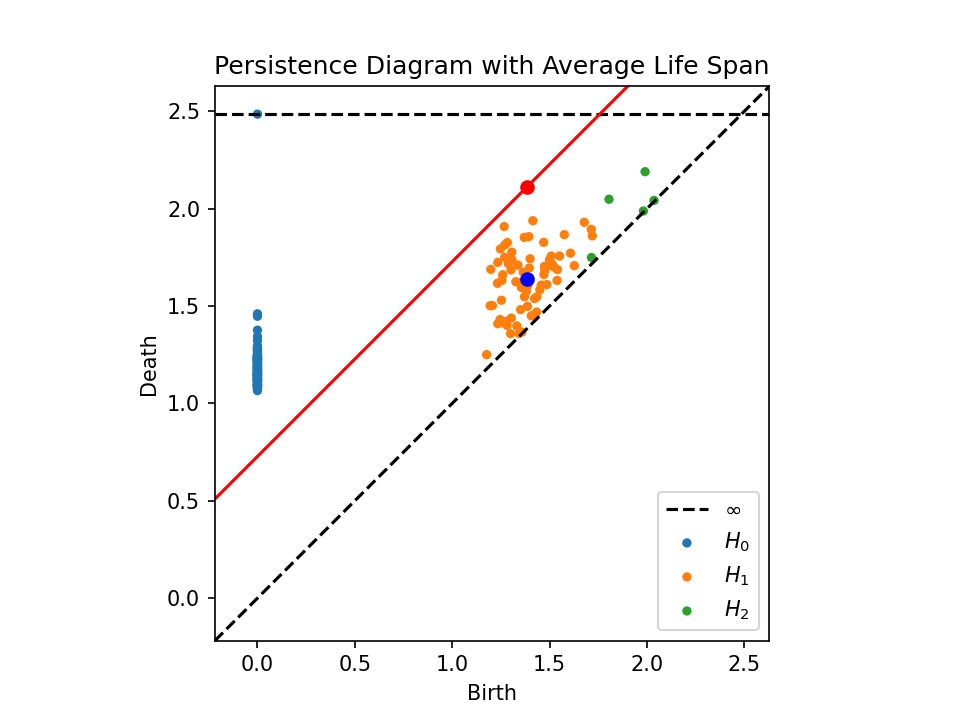 Persistence Diagram with Average Life Span
2.5
2.0
1.5
1.0
0.5
0.0
Death
0.0 0.5 1.0 1.5 2.0 2.5
Birth
∞
H₀
H₁
H₂